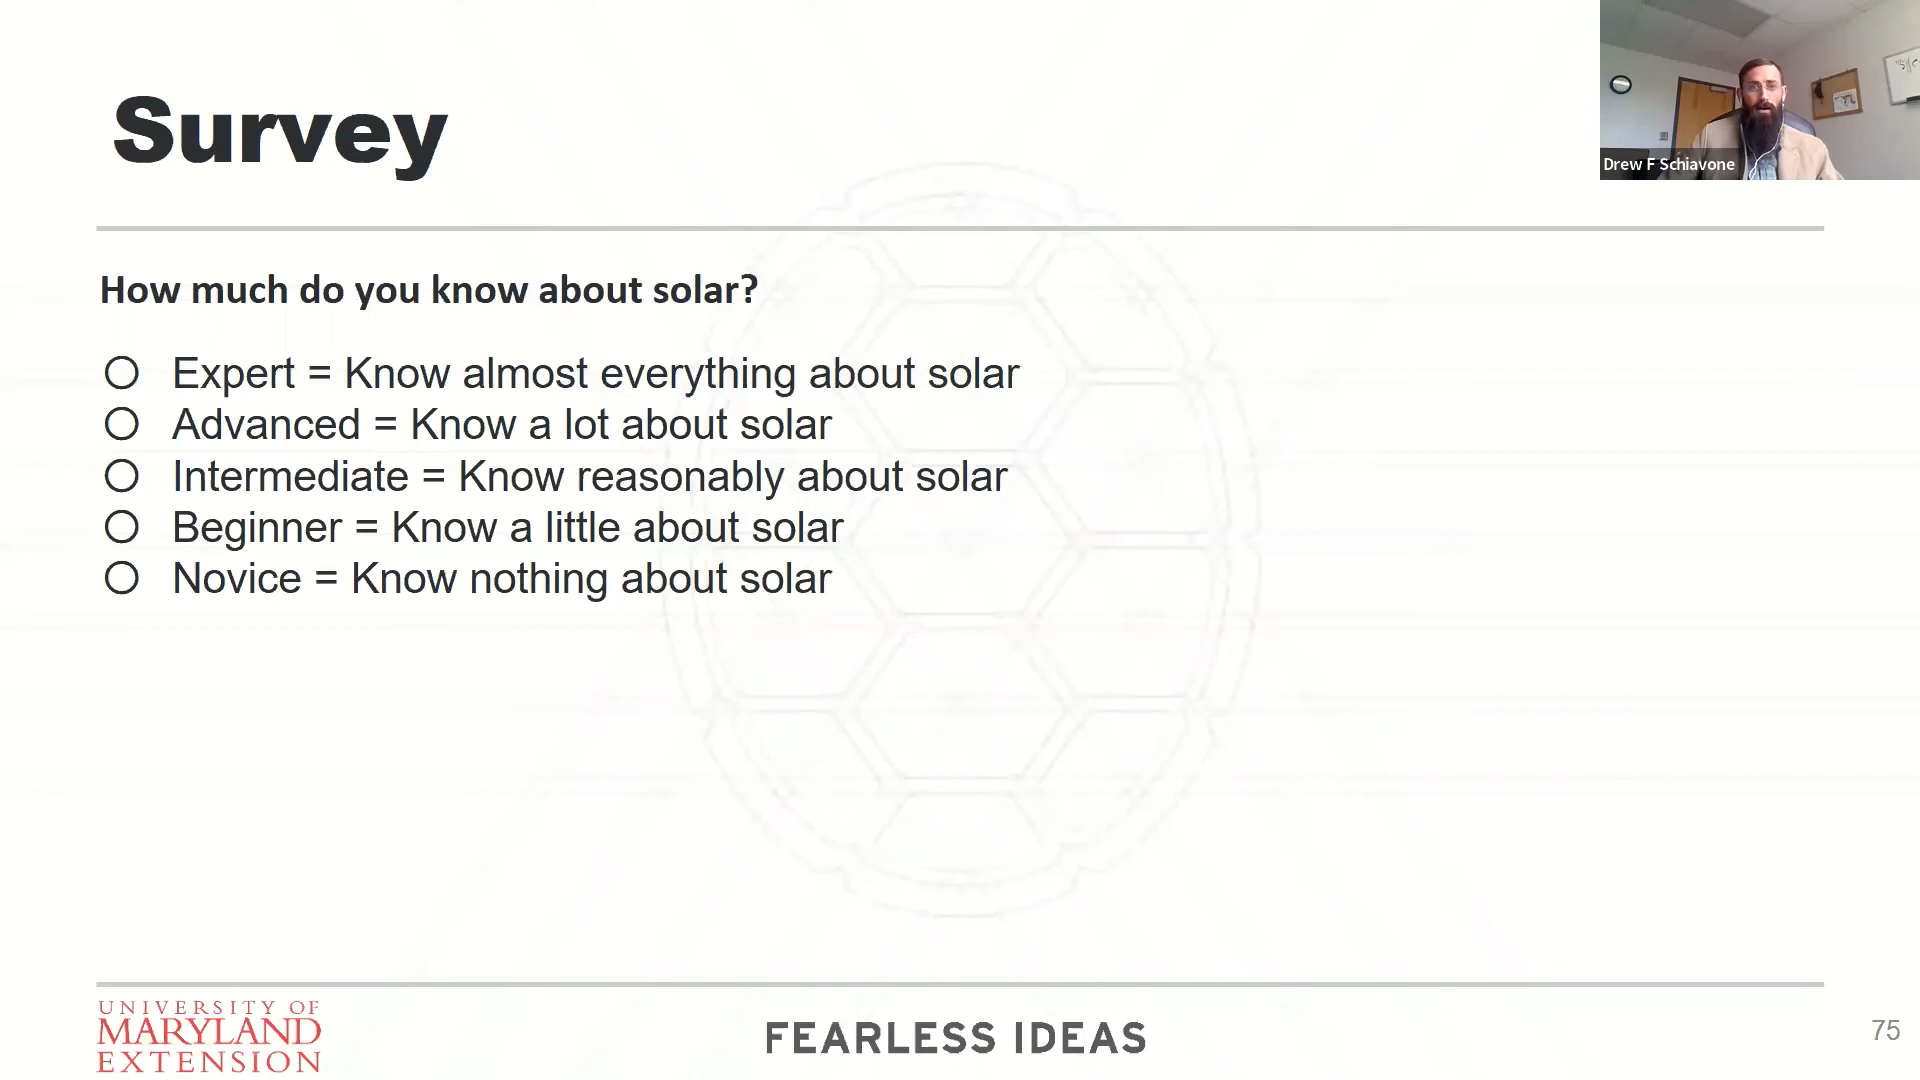 Survey
Drew F Schiavone
How much do you know about solar?
Expert = Know almost everything about solar
Advanced = Know a lot about solar
Intermediate = Know reasonably about solar
Beginner = Know a little about solar
Novice = Know nothing about solar
UNIVERSITY OF
MARYLAND
EXTENSION
FEARLESS IDEAS
75